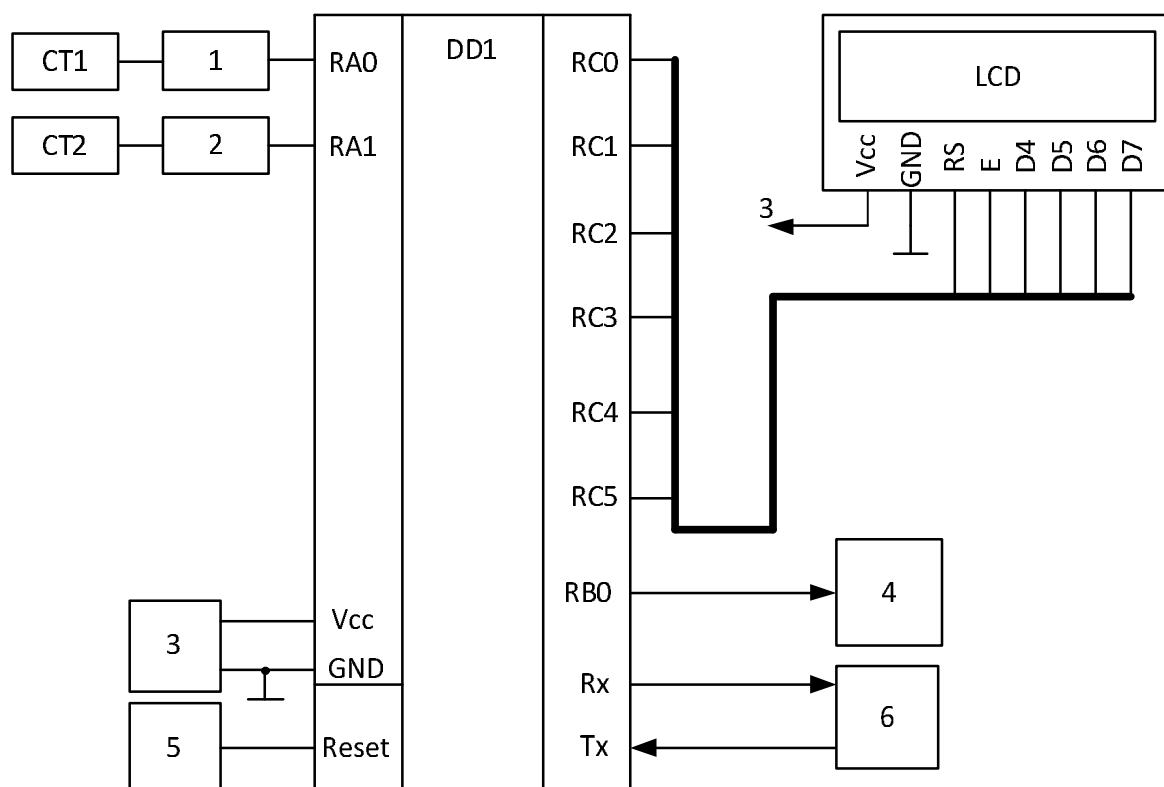 CT1
1
RA0
DD1
RC0
LCD
CT2
2
RA1
RC1
Vcc
GND
RS
E
D4
D5
D6
D7
3
RC2
RC3
RC4
RC5
RB0
4
3
Vcc
GND
Rx
6
5
Reset
Tx